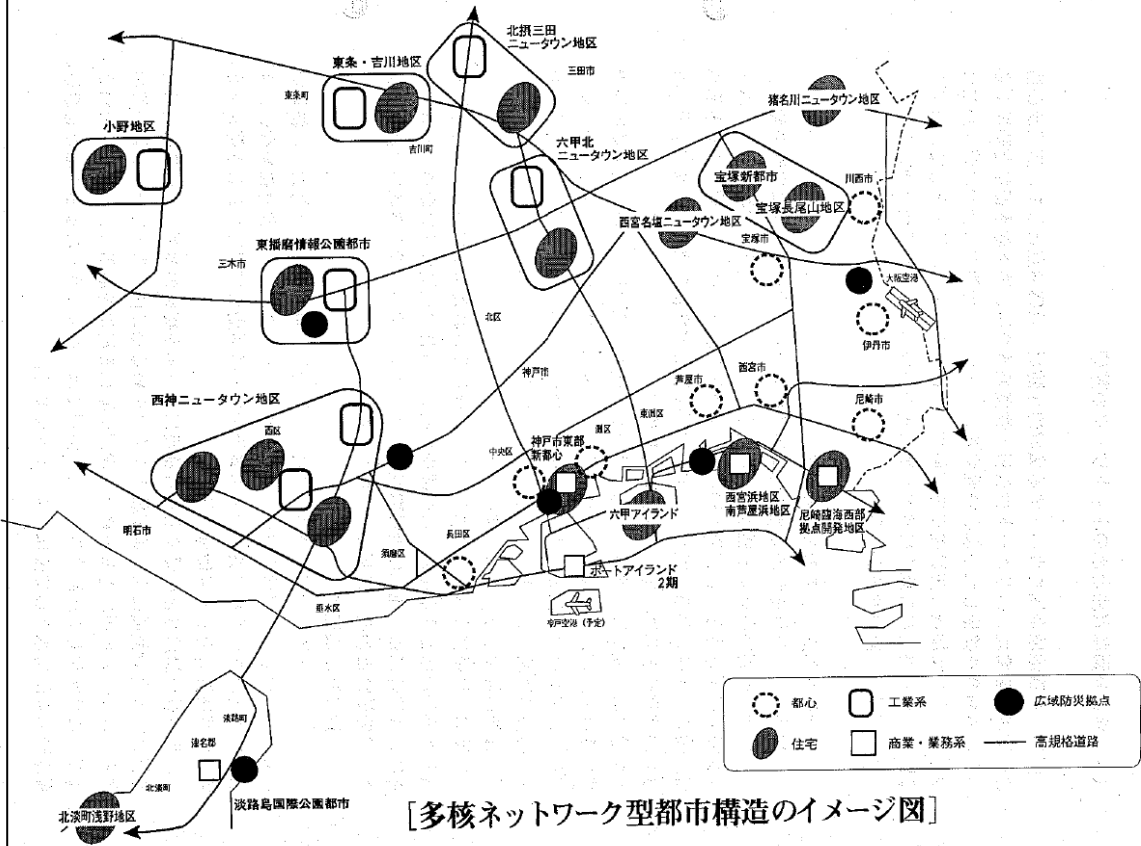 北摂三田
ニュータウン地区
三田市
東条・吉川地区
東条町
吉川町
猪名川ニュータウン地区
小野地区
六甲北
ニュータウン地区
宝塚新都市
川西市
宝塚長尾山地区
西宮名塩ニュータウン地区
宝塚市
東播磨情報公園都市
三木市
大阪空港
北区
伊丹市
神戸市
芦屋市
西宮市
尼崎市
西神ニュータウン地区
西区
東灘区
灘区
中央区
神戸市東部
新都心
西宮浜地区
南芦屋浜地区
尼崎臨海西部
拠点開発地区
六甲アイランド
明石市
長田区
須磨区
ポートアイランド
2期
垂水区
神戸空港（予定）
淡路町
津名郡
北淡町
北淡町浅野地区
淡路島国際公園都市
都心
工業系
広域防災拠点
住宅
商業・業務系
高規格道路
［多核ネットワーク型都市構造のイメージ図］